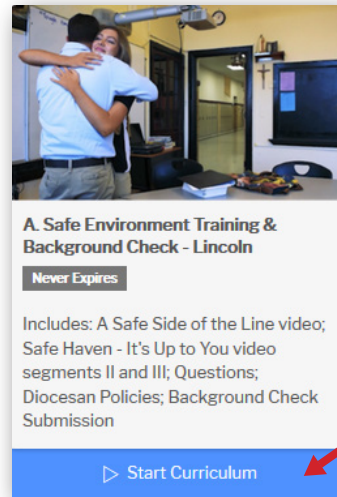 A. Safe Environment Training &
Background Check - Lincoln
Never Expires
Includes: A Safe Side of the Line video;
Safe Haven - It's Up to You video
segments II and III; Questions;
Diocesan Policies; Background Check
Submission
Start Curriculum